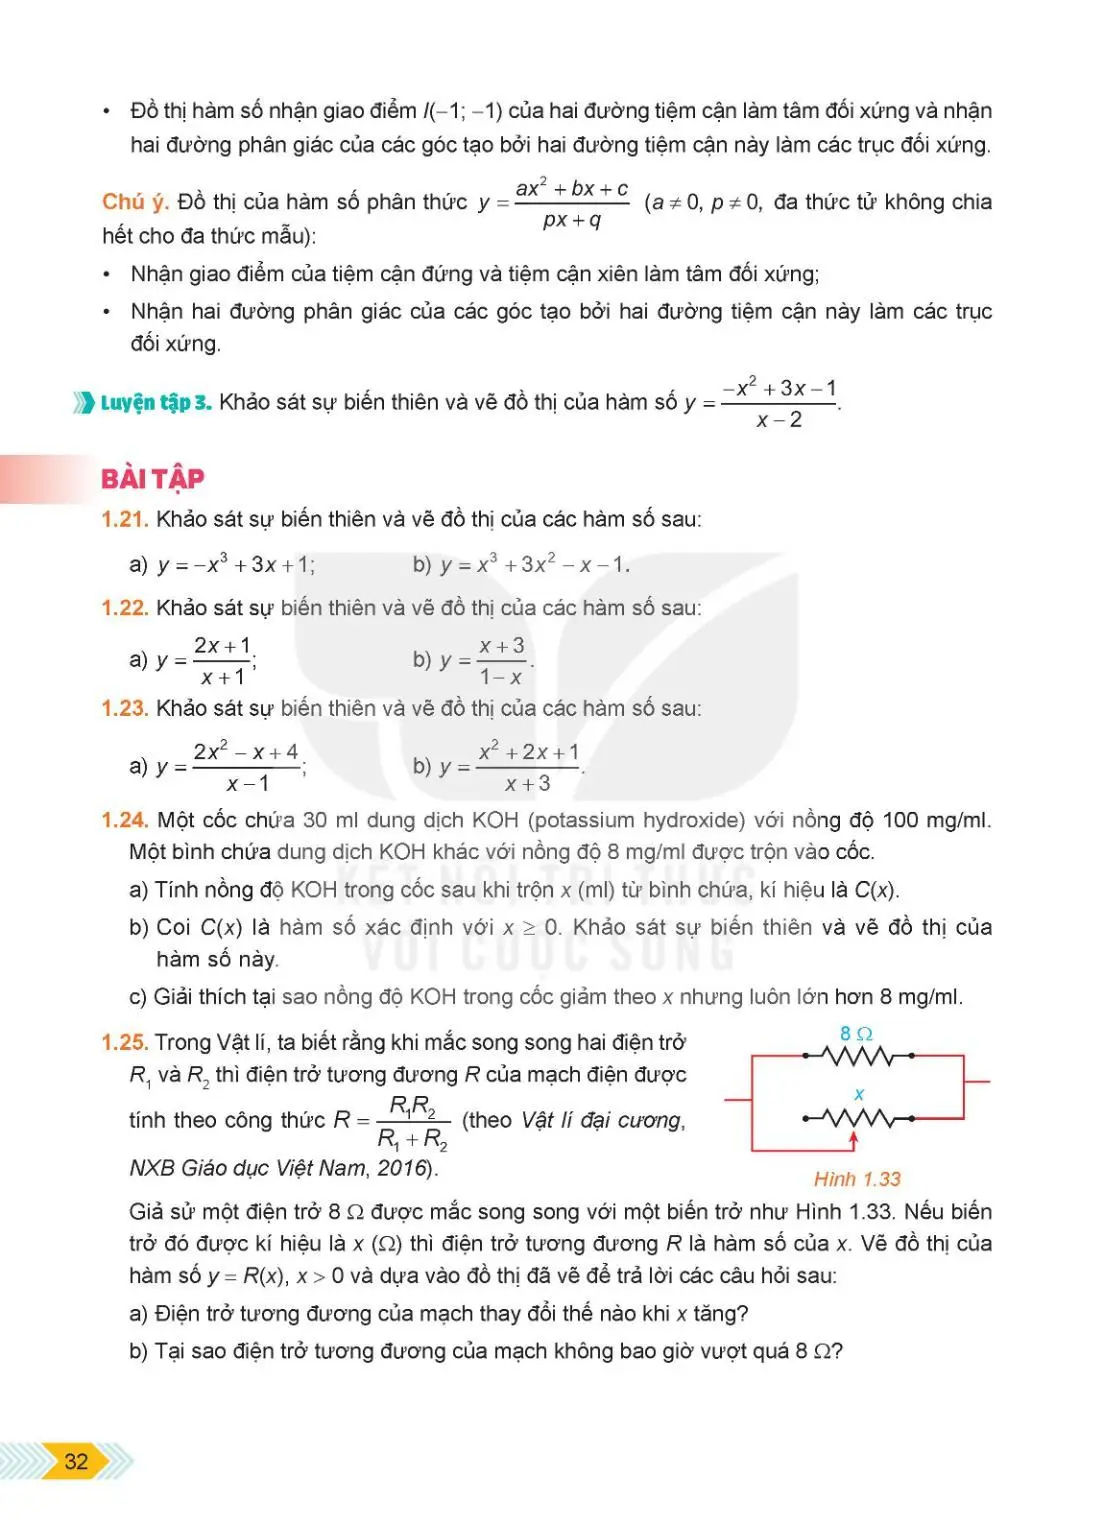 • Đồ thị hàm số nhận giao điểm I(−1; −1) của hai đường tiệm cận làm tâm đối xứng và nhận
hai đường phân giác của các góc tạo bởi hai đường tiệm cận này làm các trục đối xứng.
Chú ý. Đồ thị của hàm số phân thức y = (ax² + bx + c)/(px + q) (a ≠ 0, p ≠ 0, đa thức tử không chia
hết cho đa thức mẫu):
• Nhận giao điểm của tiệm cận đứng và tiệm cận xiên làm tâm đối xứng;
• Nhận hai đường phân giác của các góc tạo bởi hai đường tiệm cận này làm các trục
đối xứng.
Luyện tập 3. Khảo sát sự biến thiên và vẽ đồ thị của hàm số y = (−x² + 3x − 1)/(x − 2).
BÀI TẬP
1.21. Khảo sát sự biến thiên và vẽ đồ thị của các hàm số sau:
a) y = −x³ + 3x + 1; b) y = x³ + 3x² − x − 1.
1.22. Khảo sát sự biến thiên và vẽ đồ thị của các hàm số sau:
a) y = (2x + 1)/(x + 1); b) y = (x + 3)/(1 − x).
1.23. Khảo sát sự biến thiên và vẽ đồ thị của các hàm số sau:
a) y = (2x² − x + 4)/(x − 1); b) y = (x² + 2x + 1)/(x + 3).
1.24. Một cốc chứa 30 ml dung dịch KOH (potassium hydroxide) với nồng độ 100 mg/ml.
Một bình chứa dung dịch KOH khác với nồng độ 8 mg/ml được trộn vào cốc.
a) Tính nồng độ KOH trong cốc sau khi trộn x (ml) từ bình chứa, kí hiệu là C(x).
b) Coi C(x) là hàm số xác định với x ≥ 0. Khảo sát sự biến thiên và vẽ đồ thị của
hàm số này.
c) Giải thích tại sao nồng độ KOH trong cốc giảm theo x nhưng luôn lớn hơn 8 mg/ml.
KẾT NỐI TRI THỨC
VỚI CUỘC SỐNG
1.25. Trong Vật lí, ta biết rằng khi mắc song song hai điện trở
R₁ và R₂ thì điện trở tương đương R của mạch điện được
tính theo công thức R = R₁R₂/(R₁ + R₂) (theo Vật lí đại cương,
NXB Giáo dục Việt Nam, 2016).
8 Ω
x
Hình 1.33
Giả sử một điện trở 8 Ω được mắc song song với một biến trở như Hình 1.33. Nếu biến
trở đó được kí hiệu là x (Ω) thì điện trở tương đương R là hàm số của x. Vẽ đồ thị của
hàm số y = R(x), x > 0 và dựa vào đồ thị đã vẽ để trả lời các câu hỏi sau:
a) Điện trở tương đương của mạch thay đổi thế nào khi x tăng?
b) Tại sao điện trở tương đương của mạch không bao giờ vượt quá 8 Ω?
32